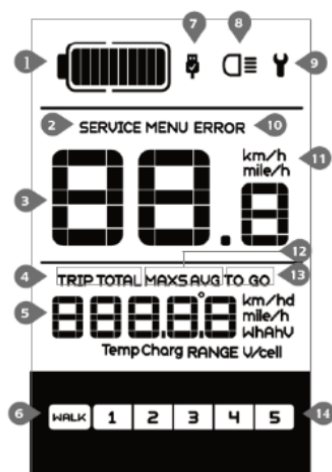 7 8
1 9
2 SERVICE MENU ERROR 10
km/h 11
mile/h
3 88.8
12
4 TRIP TOTAL MAXS AVG TO GO 13
5 88888 km/hd
mile/h
WhAhV
Temp Charg RANGE V/cell
6 WALK 1 2 3 4 5 14